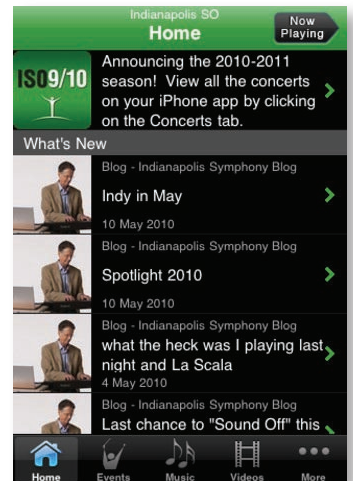 Indianapolis SO
Home
Now
Playing
ISO9/10
Announcing the 2010-2011
season! View all the concerts
on your iPhone app by clicking
on the Concerts tab.
What's New
Blog - Indianapolis Symphony Blog
Indy in May
10 May 2010
Blog - Indianapolis Symphony Blog
Spotlight 2010
10 May 2010
Blog - Indianapolis Symphony Blog
what the heck was I playing last
night and La Scala
4 May 2010
Blog - Indianapolis Symphony Blog
Last chance to "Sound Off" this
Home
Events
Music
Videos
More